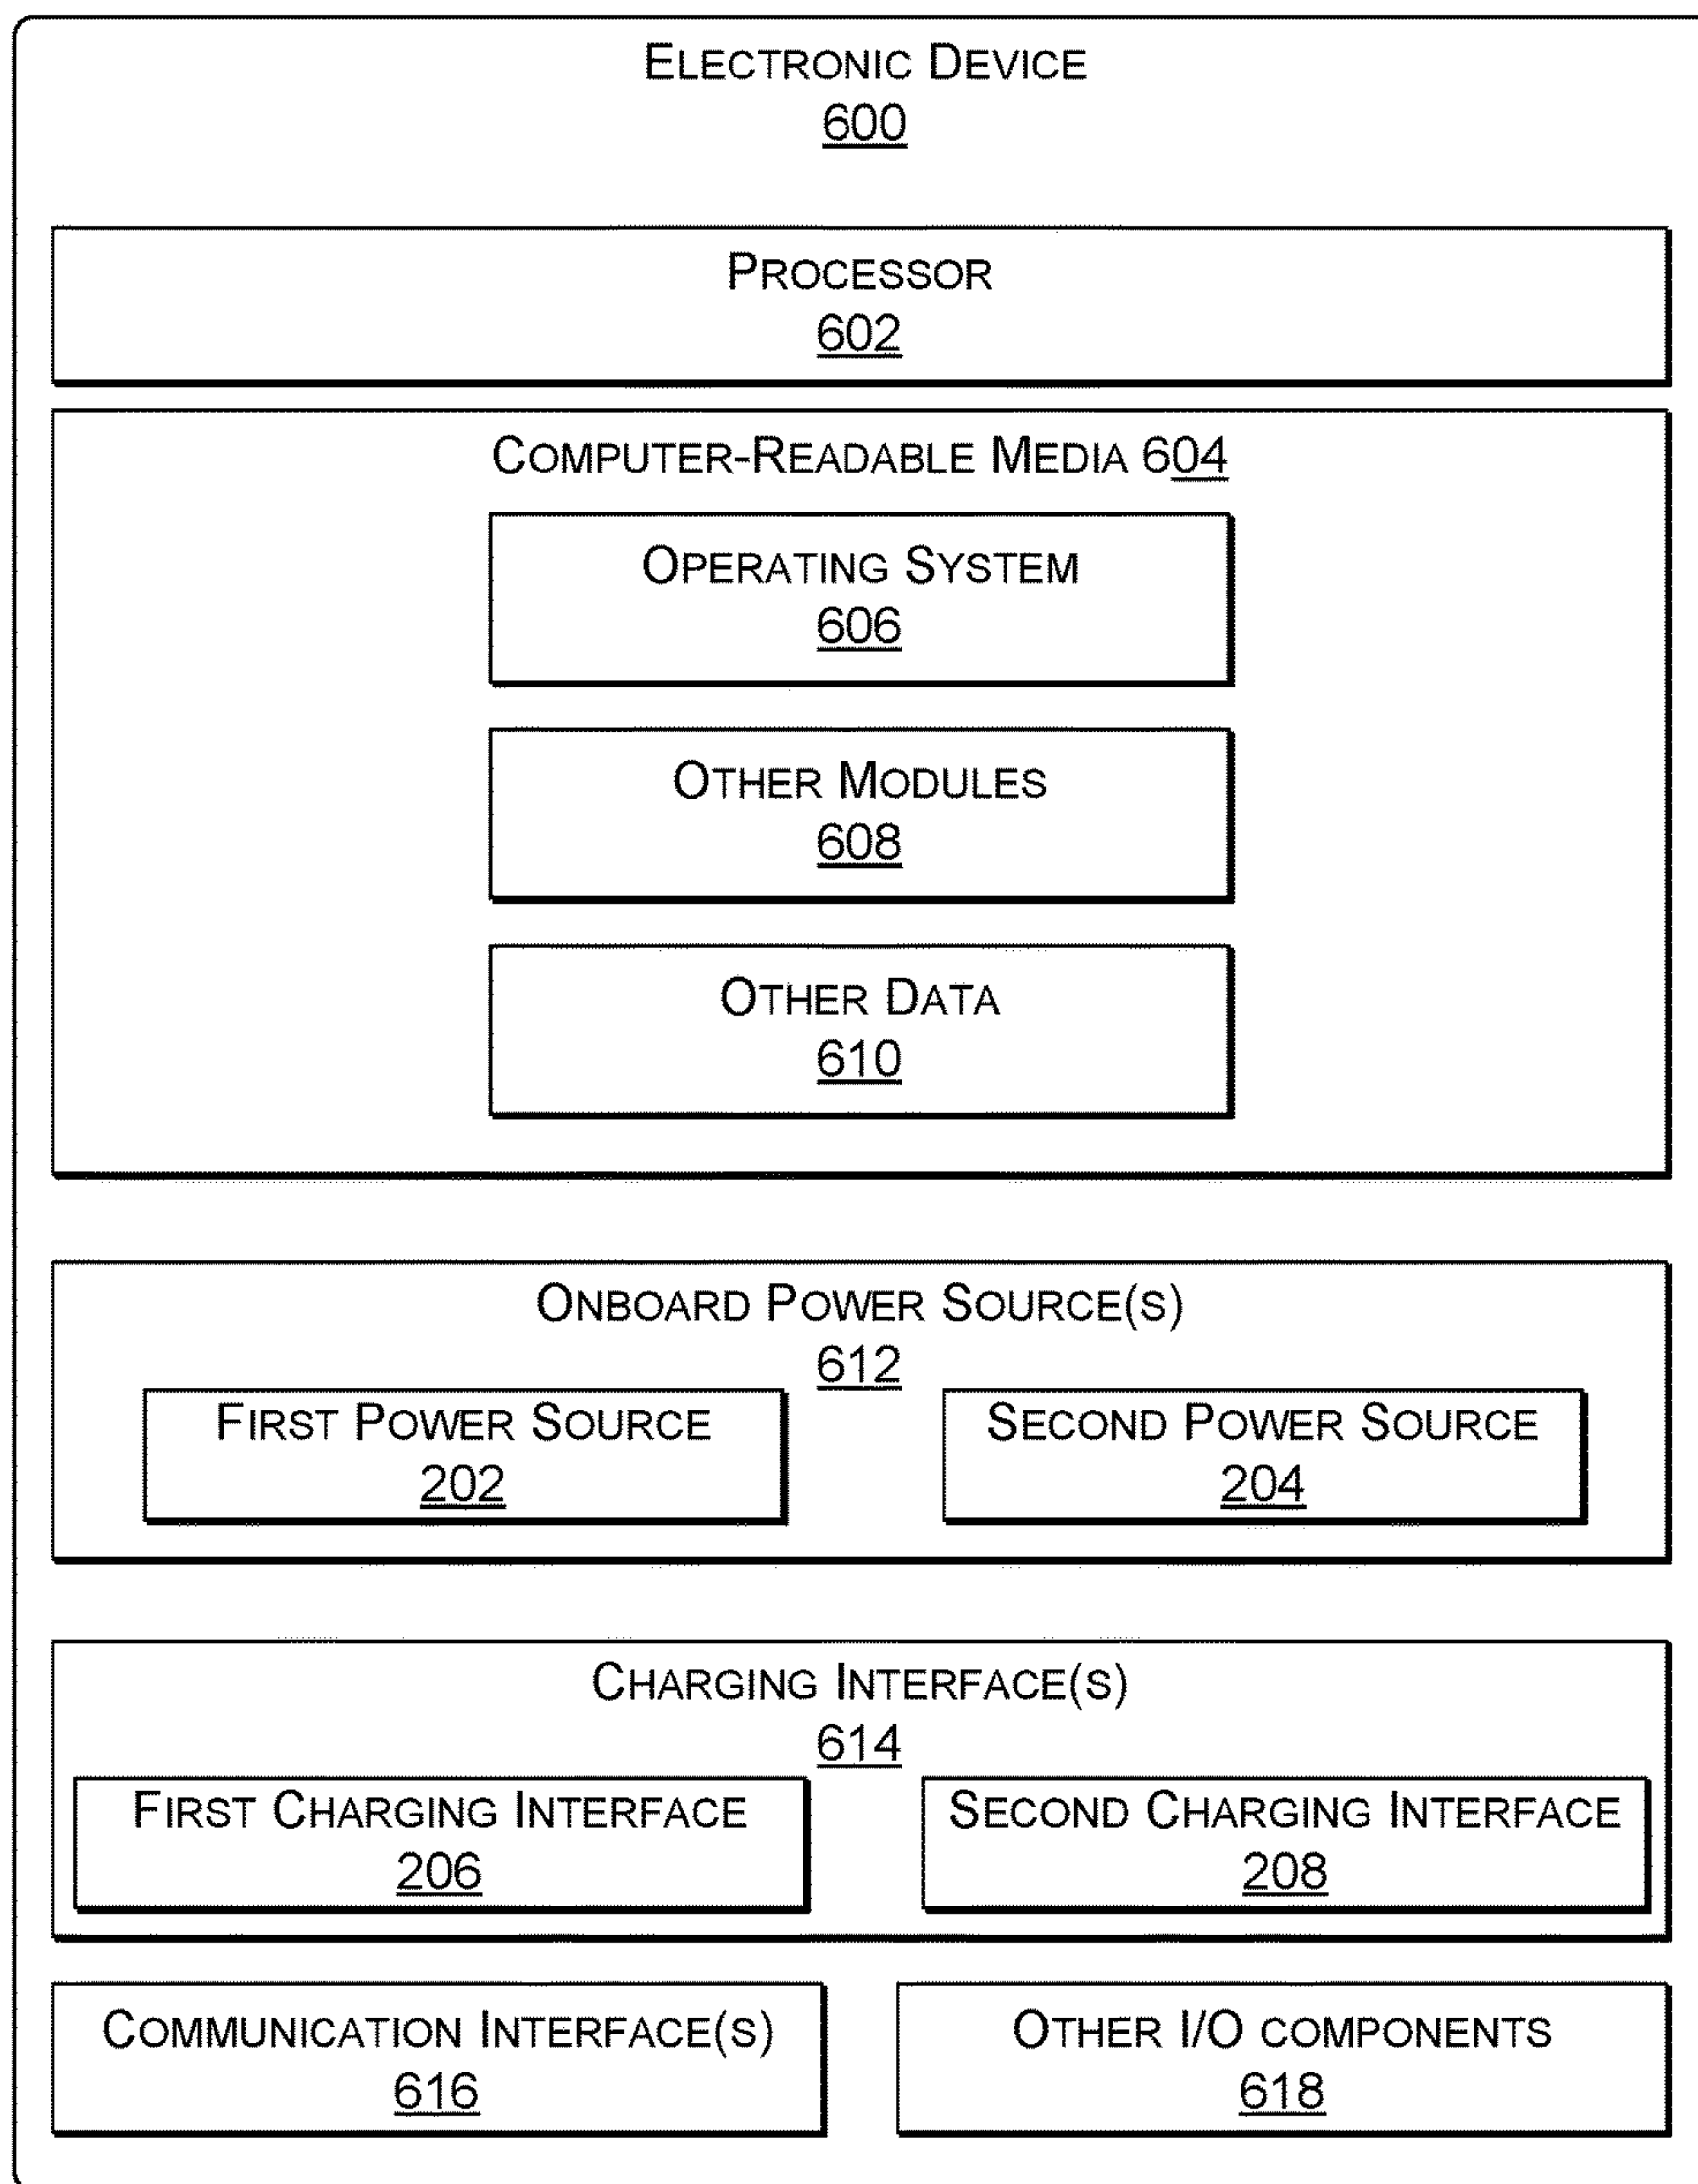 ELECTRONIC DEVICE
600
PROCESSOR
602
COMPUTER-READABLE MEDIA 604
OPERATING SYSTEM
606
OTHER MODULES
608
OTHER DATA
610
ONBOARD POWER SOURCE(S)
612
FIRST POWER SOURCE
202
SECOND POWER SOURCE
204
CHARGING INTERFACE(S)
614
FIRST CHARGING INTERFACE
206
SECOND CHARGING INTERFACE
208
COMMUNICATION INTERFACE(S)
616
OTHER I/O COMPONENTS
618